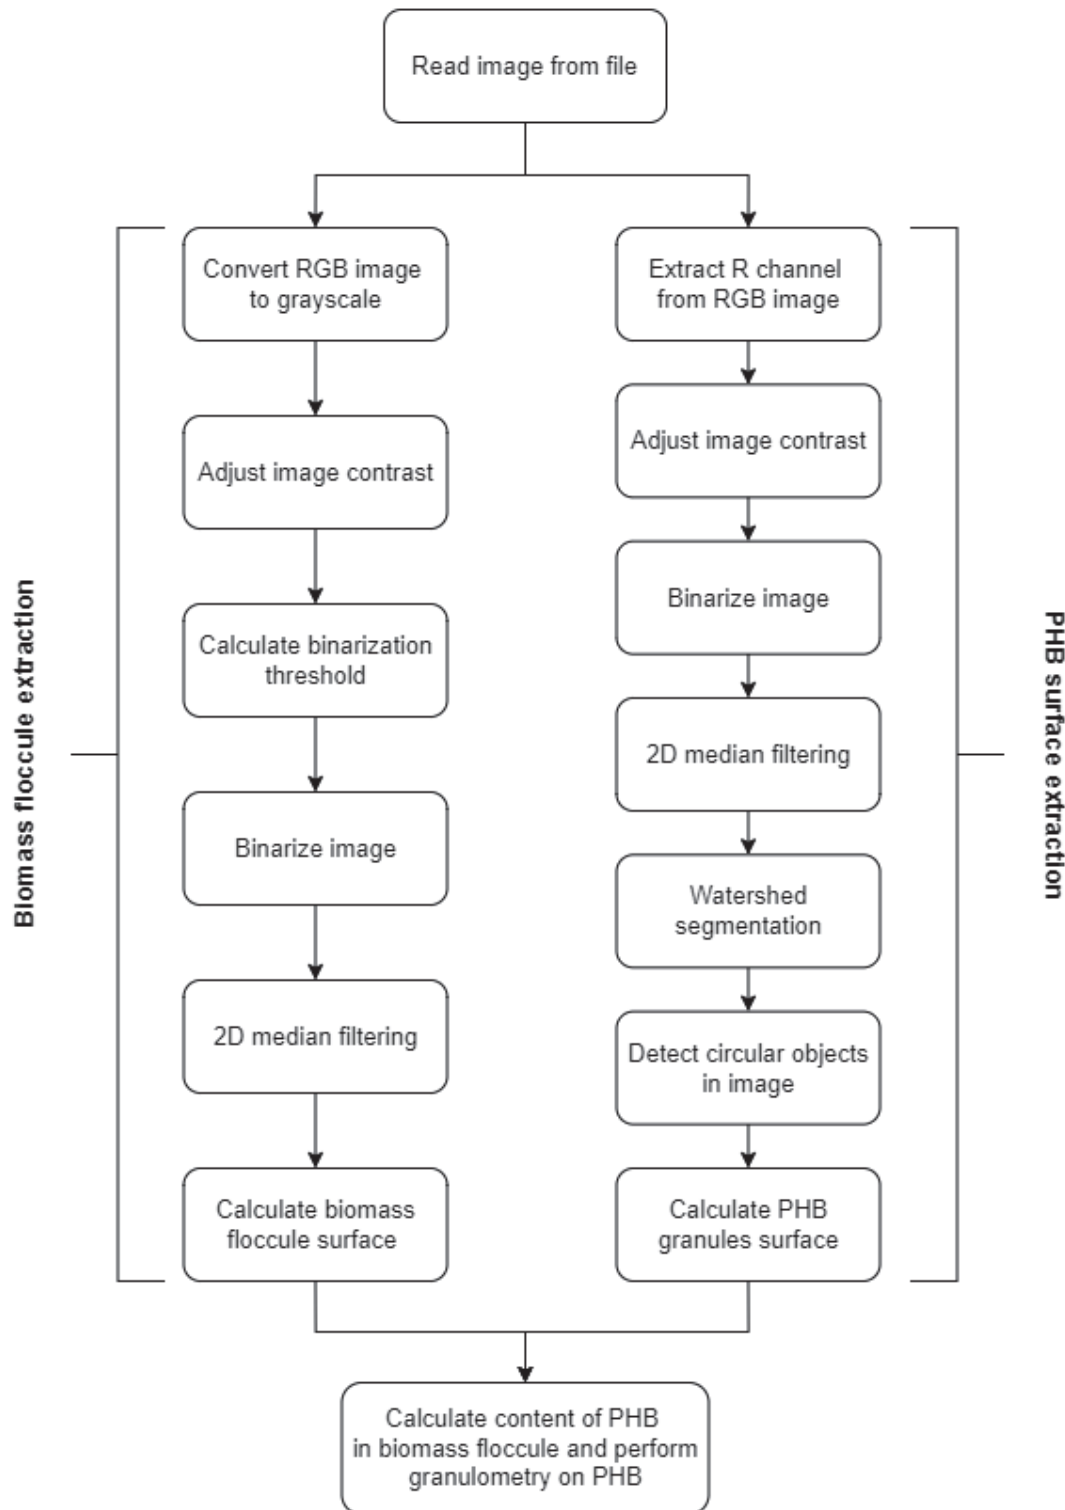 Read image from file
Biomass floccule extraction
Convert RGB image
to grayscale
Adjust image contrast
Calculate binarization
threshold
Binarize image
2D median filtering
Calculate biomass
floccule surface
Extract R channel
from RGB image
Adjust image contrast
Binarize image
2D median filtering
Watershed
segmentation
Detect circular objects
in image
Calculate PHB
granules surface
PHB surface extraction
Calculate content of PHB
in biomass floccule and perform
granulometry on PHB